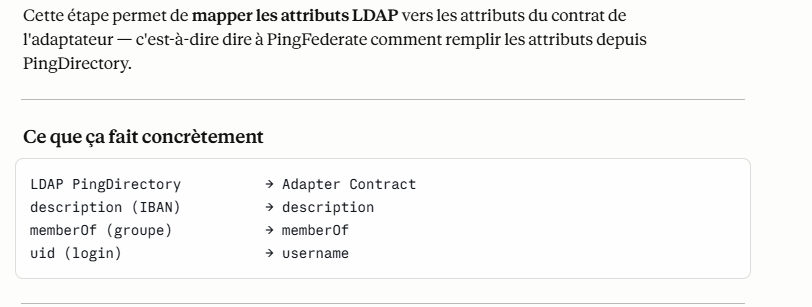 Cette étape permet de mapper les attributs LDAP vers les attributs du contrat de
l'adaptateur — c'est-à-dire dire à PingFederate comment remplir les attributs depuis
PingDirectory.
Ce que ça fait concrètement
LDAP PingDirectory → Adapter Contract
description (IBAN) → description
memberOf (groupe) → memberOf
uid (login) → username